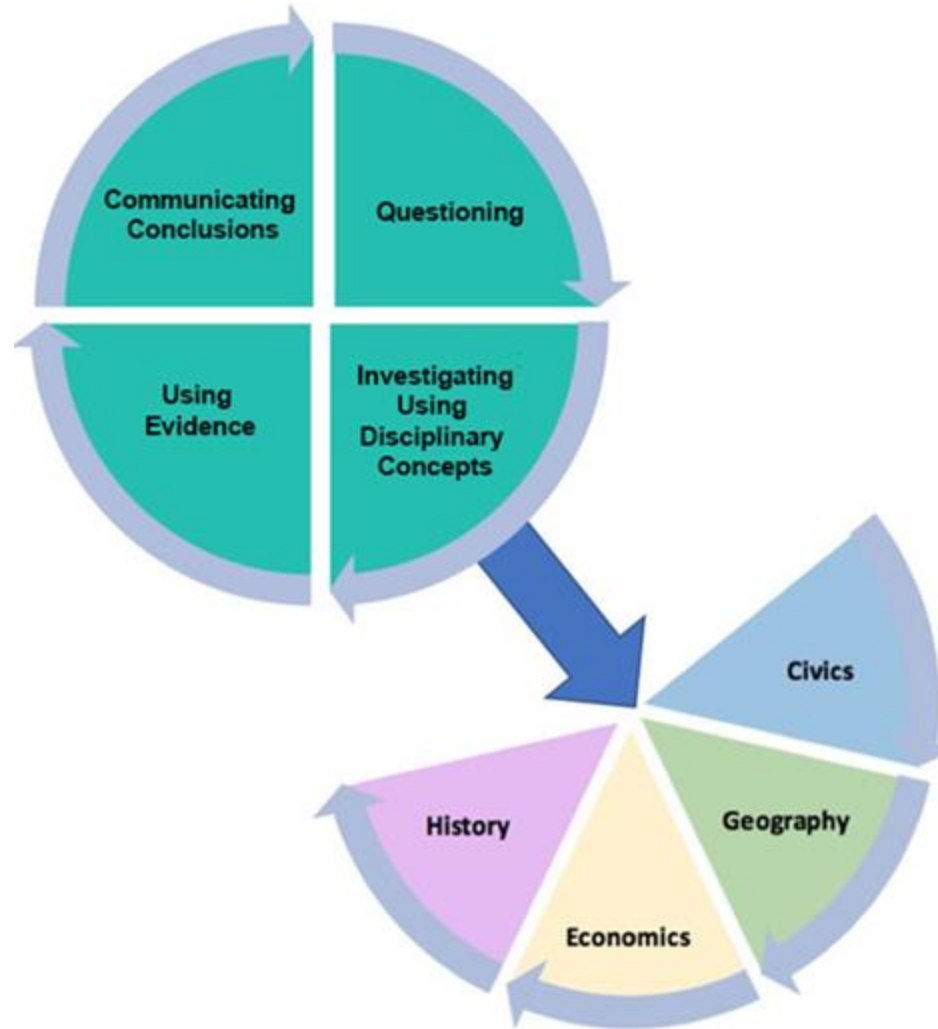 Communicating
Conclusions
Questioning
Using
Evidence
Investigating
Using
Disciplinary
Concepts
Civics
Geography
Economics
History